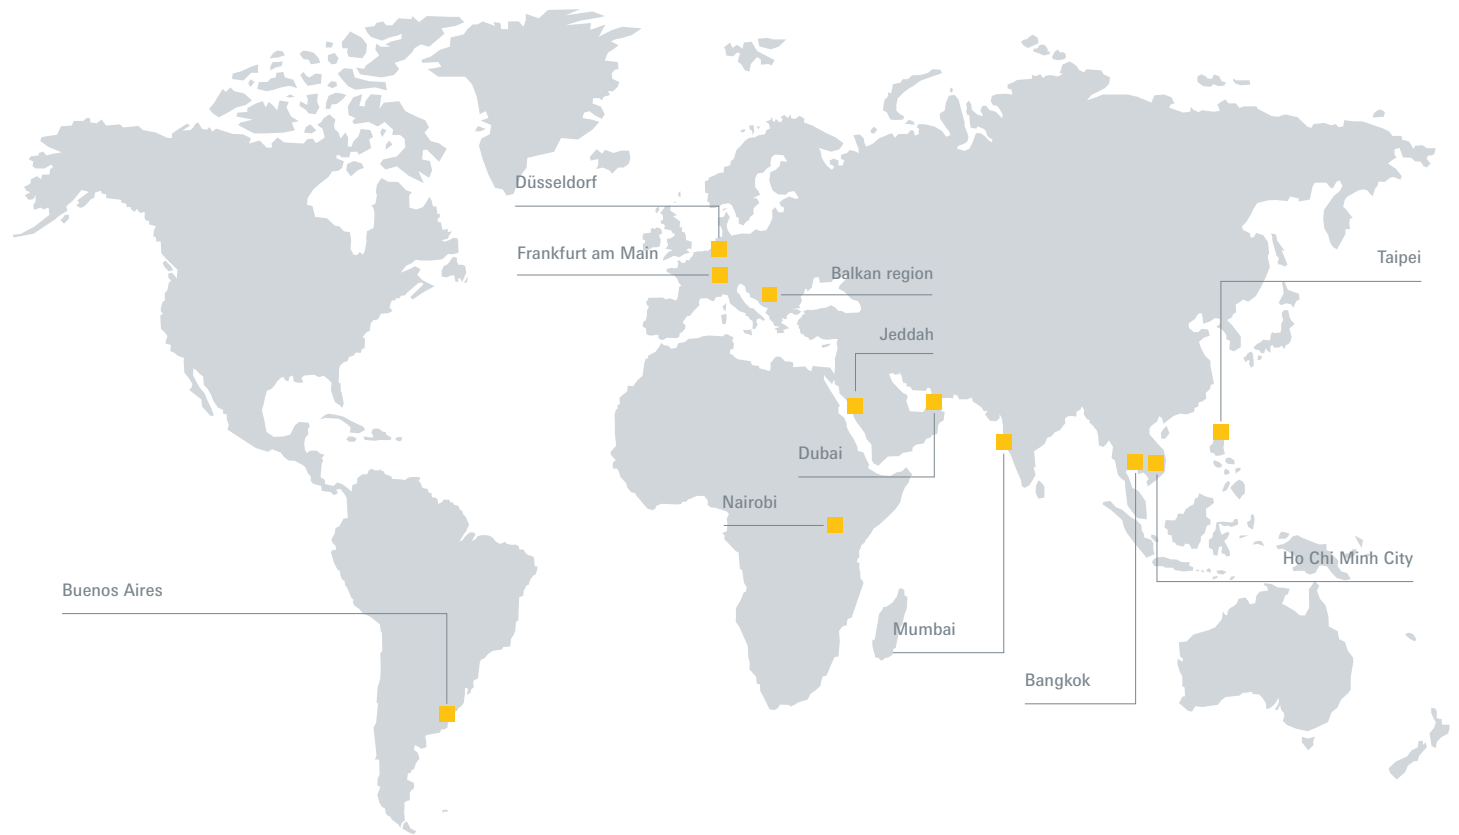 Düsseldorf
Frankfurt am Main
Taipei
Balkan region
Jeddah
Dubai
Nairobi
Ho Chi Minh City
Buenos Aires
Mumbai
Bangkok